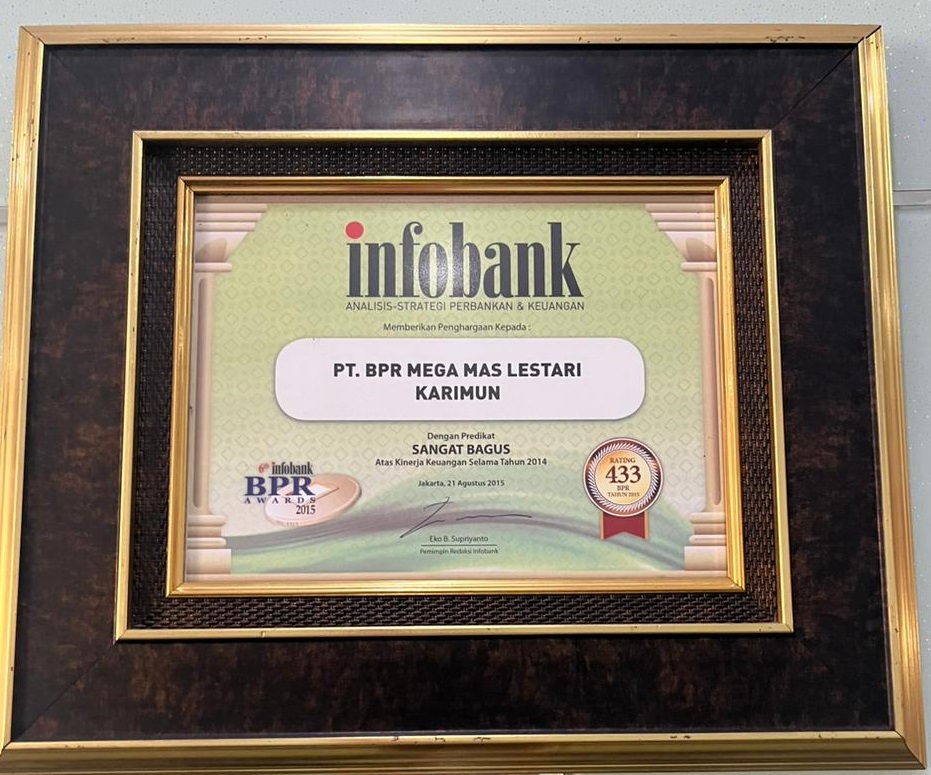 infobank
ANALISIS-STRATEGI PERBANKAN & KEUANGAN
Memberikan Penghargaan Kepada :
PT. BPR MEGA MAS LESTARI
KARIMUN
Dengan Predikat
SANGAT BAGUS
Atas Kinerja Keuangan Selama Tahun 2014
Jakarta, 21 Agustus 2015
Eko B. Supriyanto
Pemimpin Redaksi Infobank
6th infobank
BPR
AWARDS
2015
RATING
433
BPR
TAHUN 2015